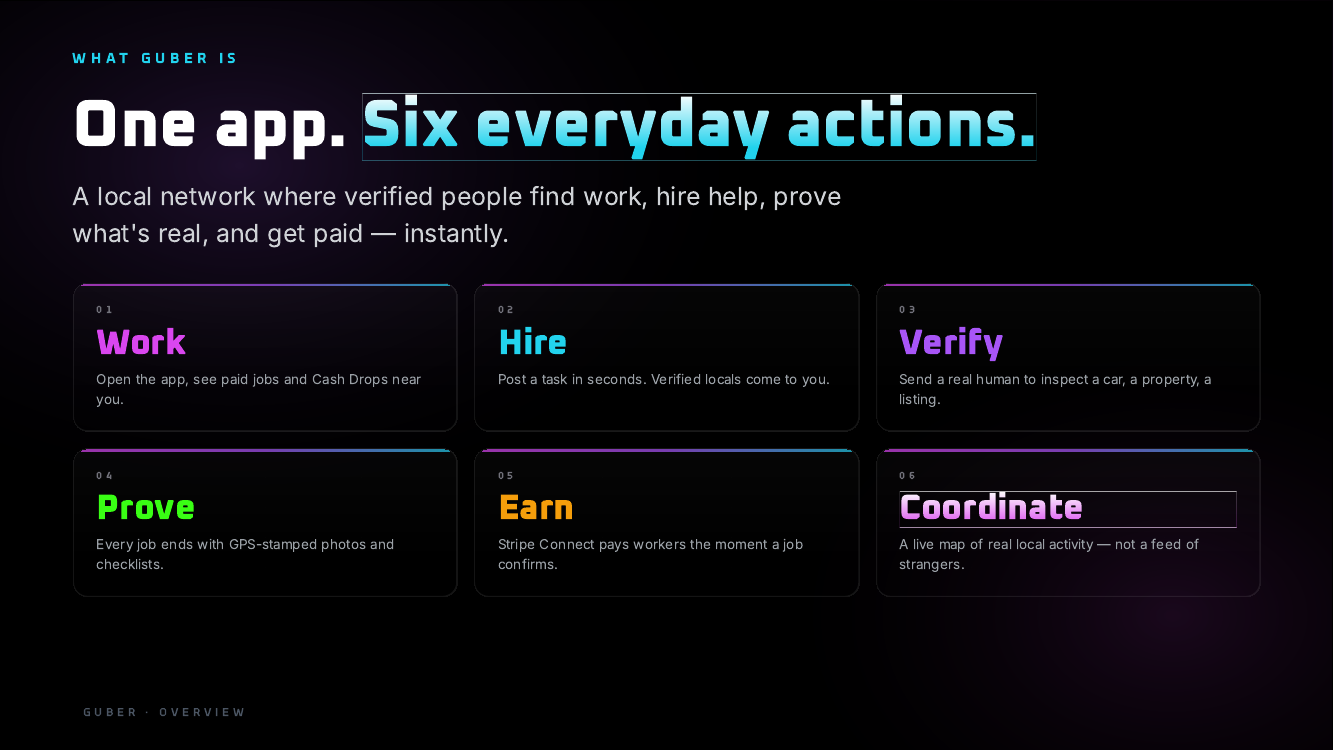 WHAT GUBER IS
One app. Six everyday actions.
A local network where verified people find work, hire help, prove
what's real, and get paid — instantly.
01
Work
Open the app, see paid jobs and Cash Drops near
you.
02
Hire
Post a task in seconds. Verified locals come to you.
03
Verify
Send a real human to inspect a car, a property, a
listing.
04
Prove
Every job ends with GPS-stamped photos and
checklists.
05
Earn
Stripe Connect pays workers the moment a job
confirms.
06
Coordinate
A live map of real local activity — not a feed of
strangers.
GUBER · OVERVIEW